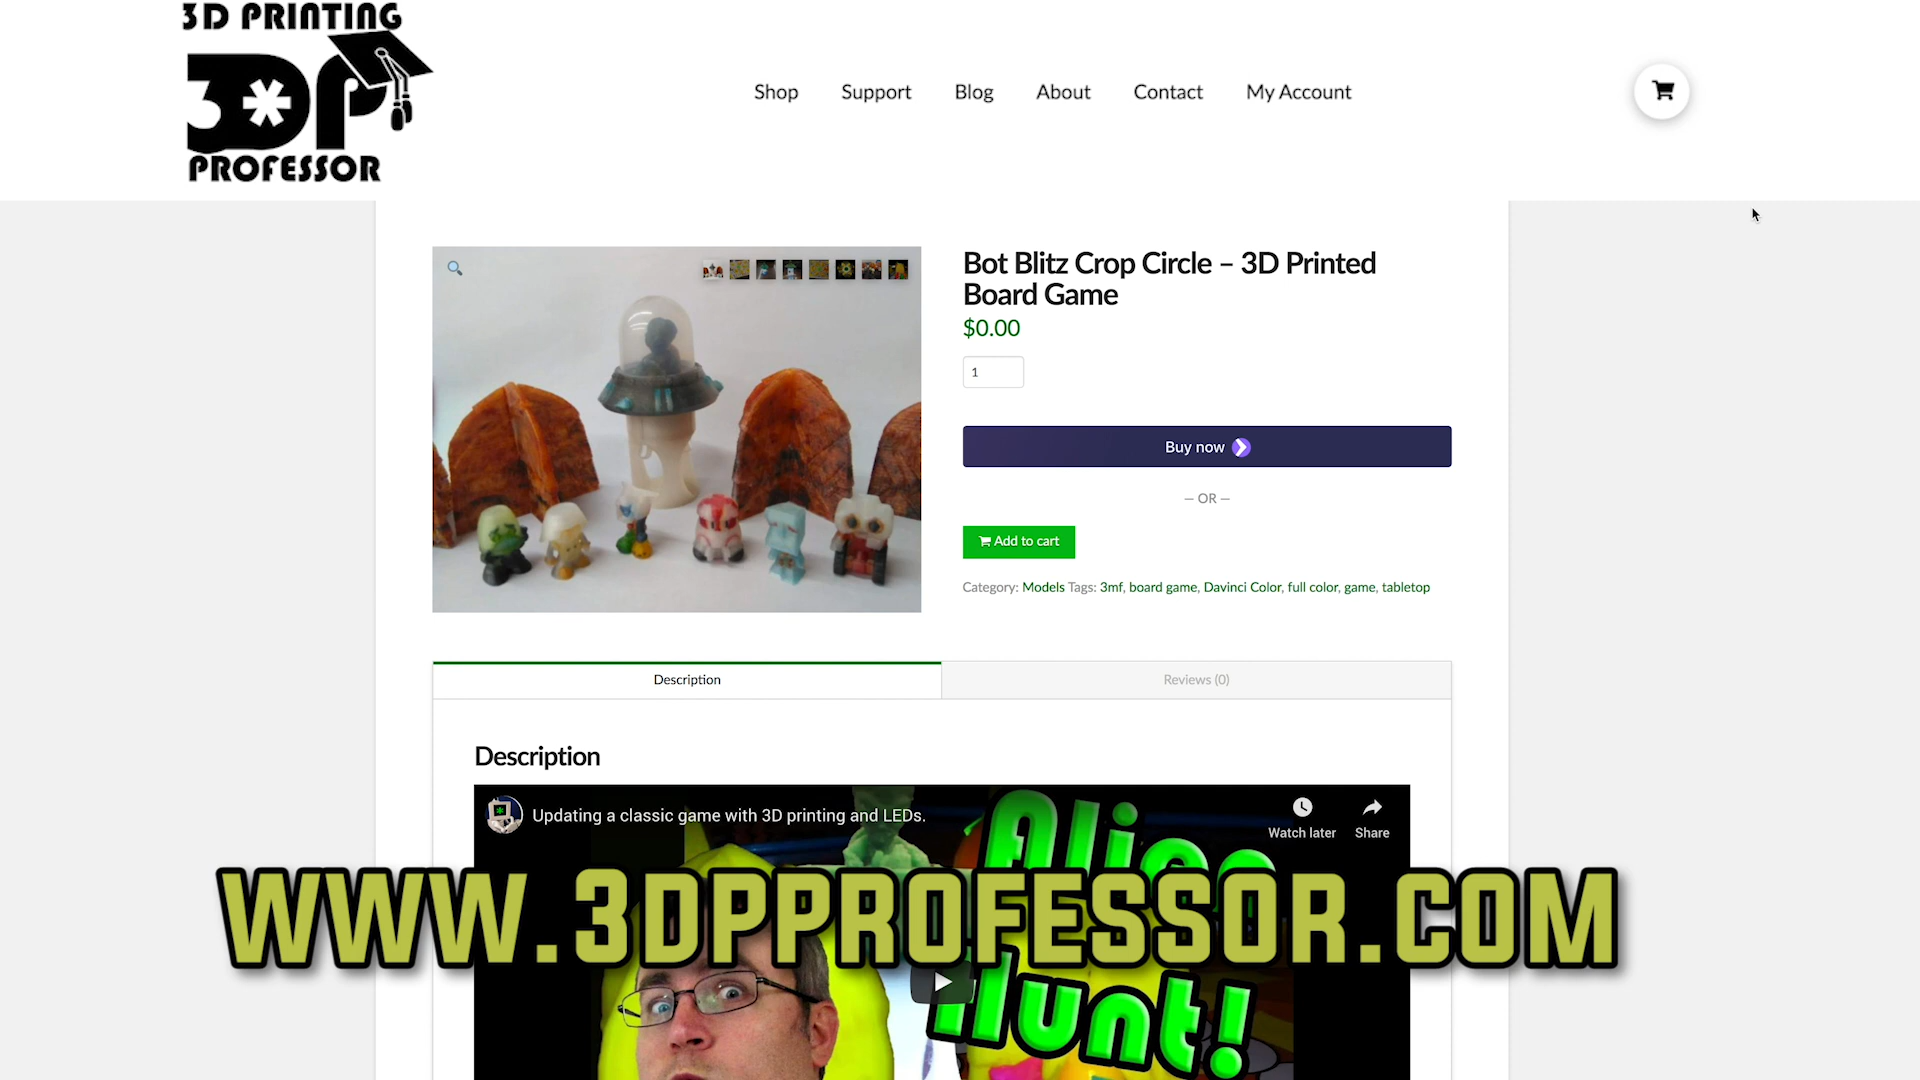 3D PRINTING
3DP
PROFESSOR
Shop Support Blog About Contact My Account
Bot Blitz Crop Circle – 3D Printed
Board Game
$0.00
1
Buy now
— OR —
Add to cart
Category: Models Tags: 3mf, board game, Davinci Color, full color, game, tabletop
Description
Reviews (0)
Description
Updating a classic game with 3D printing and LEDs.
Watch later
Share
WWW.3DPPROFESSOR.COM
Hunt!